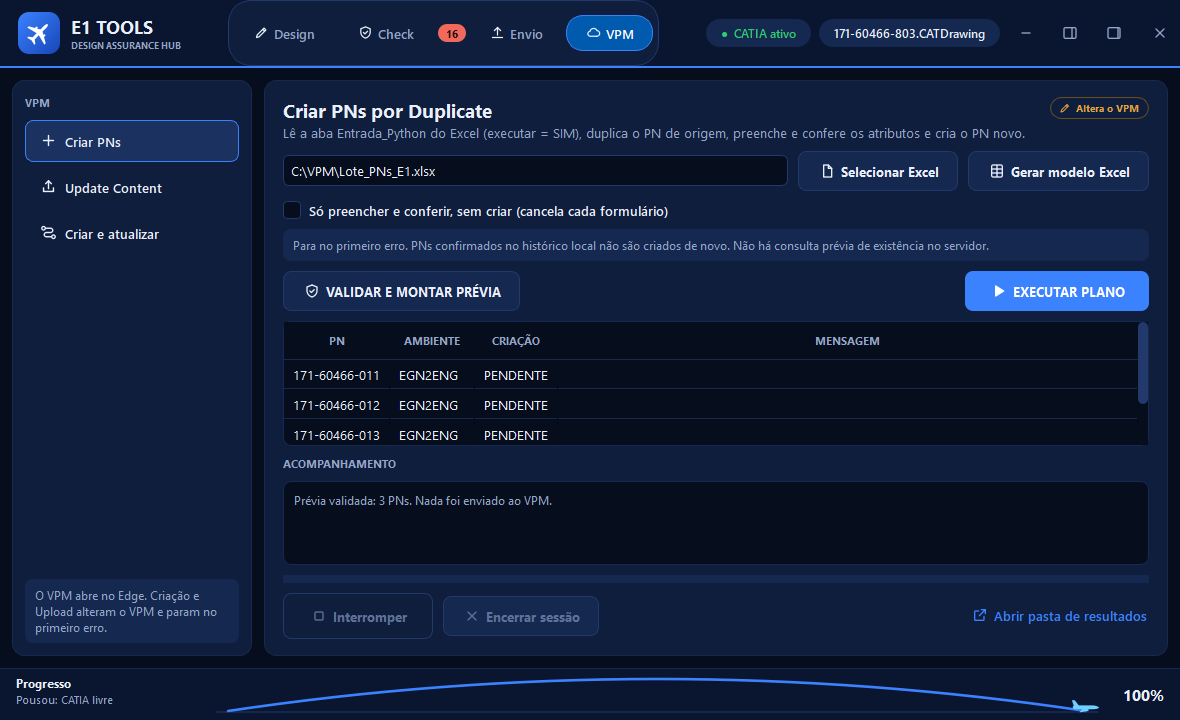 E1 TOOLS
DESIGN ASSURANCE HUB
Design
Check
16
Envio
VPM
CATIA ativo
171-60466-803.CATDrawing
VPM
Criar PNs
Update Content
Criar e atualizar
O VPM abre no Edge. Criação e
Upload alteram o VPM e param no
primeiro erro.
Criar PNs por Duplicate
Altera o VPM
Lê a aba Entrada_Python do Excel (executar = SIM), duplica o PN de origem, preenche e confere os atributos e cria o PN novo.
C:\VPM\Lote_PNs_E1.xlsx
Selecionar Excel
Gerar modelo Excel
Só preencher e conferir, sem criar (cancela cada formulário)
Para no primeiro erro. PNs confirmados no histórico local não são criados de novo. Não há consulta prévia de existência no servidor.
VALIDAR E MONTAR PRÉVIA
EXECUTAR PLANO
PN AMBIENTE CRIAÇÃO MENSAGEM
171-60466-011 EGN2ENG PENDENTE
171-60466-012 EGN2ENG PENDENTE
171-60466-013 EGN2ENG PENDENTE
ACOMPANHAMENTO
Prévia validada: 3 PNs. Nada foi enviado ao VPM.
Interromper
Encerrar sessão
Abrir pasta de resultados
Progresso
Pousou: CATIA livre
100%